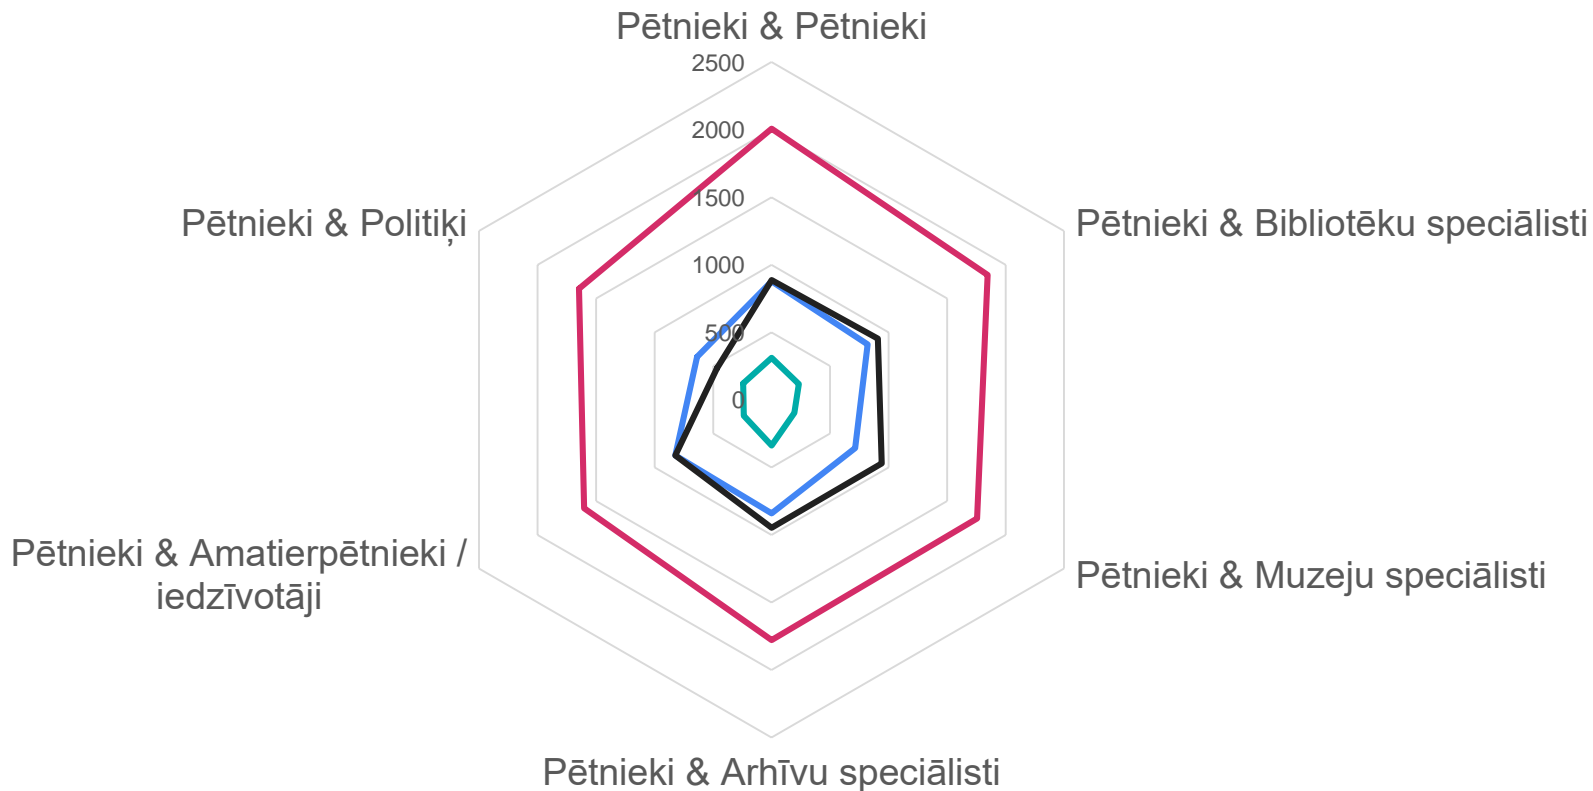 Pētnieki & Pētnieki
2500
2000
1500
1000
500
0
Pētnieki & Politiķi
Pētnieki & Bibliotēku speciālisti
Pētnieki & Amatierpētnieki /
iedzīvotāji
Pētnieki & Muzeju speciālisti
Pētnieki & Arhīvu speciālisti